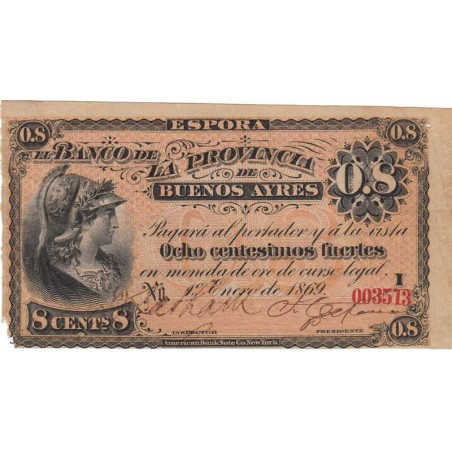 0.8 ESPORA 0.8
EL BANCO DE
LA PROVINCIA
DE
BUENOS AYRES
0.8
Pagará al portador y á la vista
Ocho centesimos fuertes
en moneda de oro de curso legal.
No. 1º Enero de 1869. I
003573
8 CENTS 8
INSPECTOR PRESIDENTE
0.8
American Bank Note Co. New York